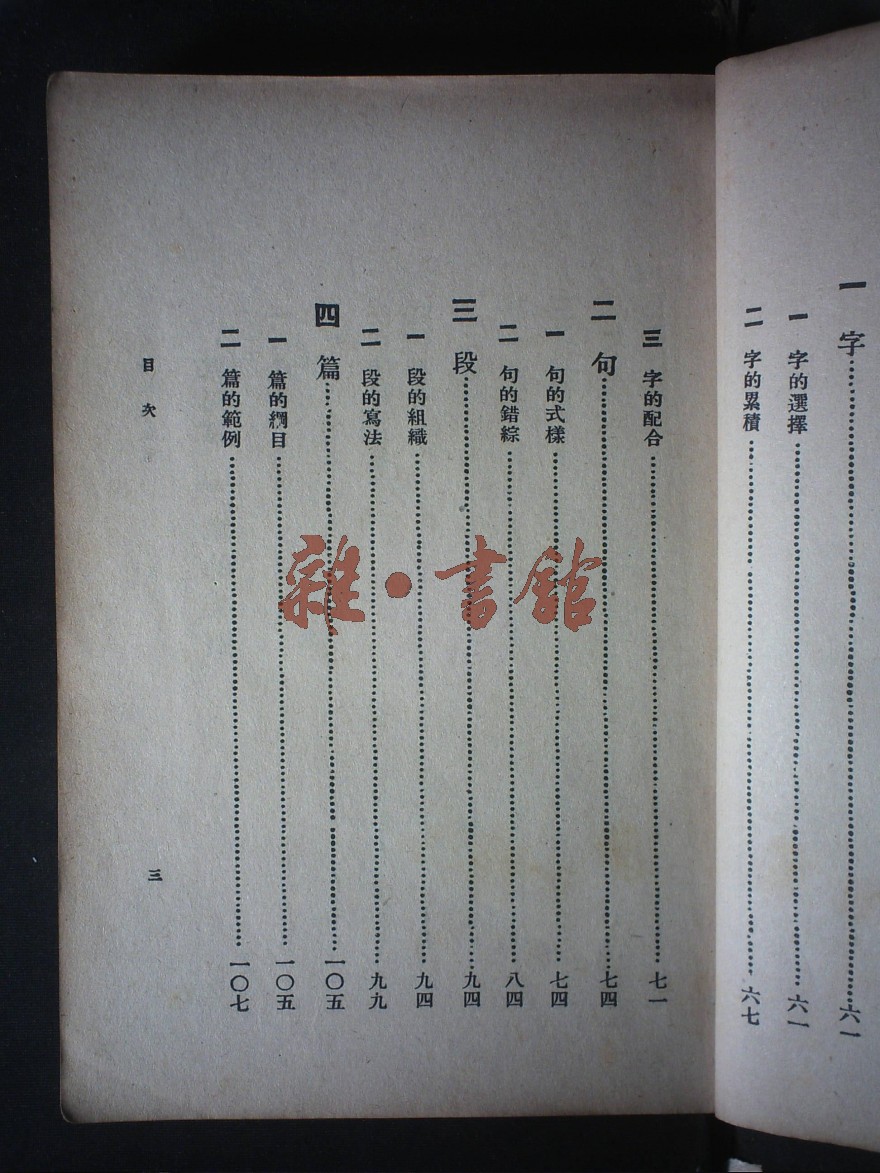 一　字……六一
一　字的選擇……六一
二　字的累積……六七
三　字的配合……七一
二　句……七四
一　句的式樣……七四
二　句的錯綜……八四
三　段……九四
一　段的組織……九四
二　段的寫法……九九
四　篇……一〇五
一　篇的綱目……一〇五
二　篇的範例……一〇七
目次
三
雜・書館